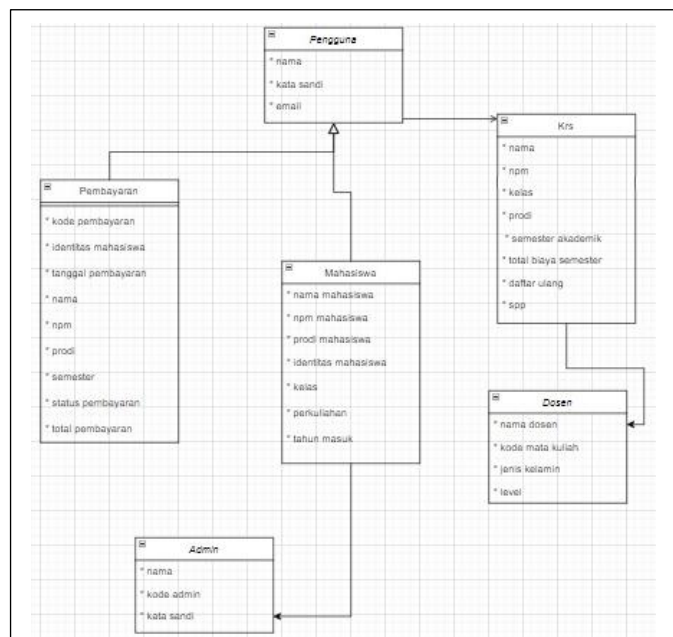 Pengguna
* nama
* kata sandi
* email
Krs
* nama
* npm
* kelas
* prodi
* semester akademik
* total biaya semester
* daftar ulang
* spp
Pembayaran
* kode pembayaran
* identitas mahasiswa
* tanggal pembayaran
* nama
* npm
* prodi
* semester
* status pembayaran
* total pembayaran
Mahasiswa
* nama mahasiswa
* npm mahasiswa
* prodi mahasiswa
* identitas mahasiswa
* kelas
* perkuliahan
* tahun masuk
Dosen
* nama dosen
* kode mata kuliah
* jenis kelamin
* level
Admin
* nama
* kode admin
* kata sandi